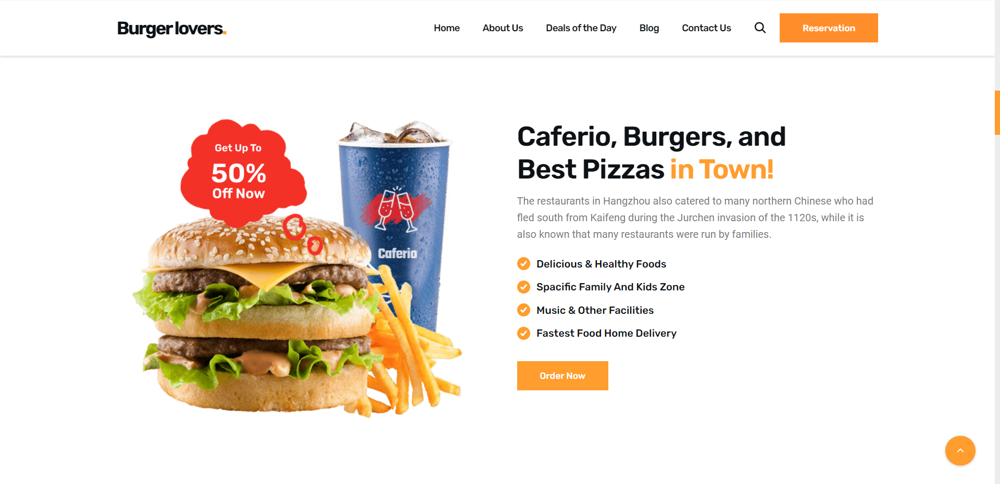 Burger lovers.
Home
About Us
Deals of the Day
Blog
Contact Us
Reservation
Get Up To
50%
Off Now
Caferio
Caferio, Burgers, and
Best Pizzas in Town!
The restaurants in Hangzhou also catered to many northern Chinese who had
fled south from Kaifeng during the Jurchen invasion of the 1120s, while it is
also known that many restaurants were run by families.
Delicious & Healthy Foods
Spacific Family And Kids Zone
Music & Other Facilities
Fastest Food Home Delivery
Order Now